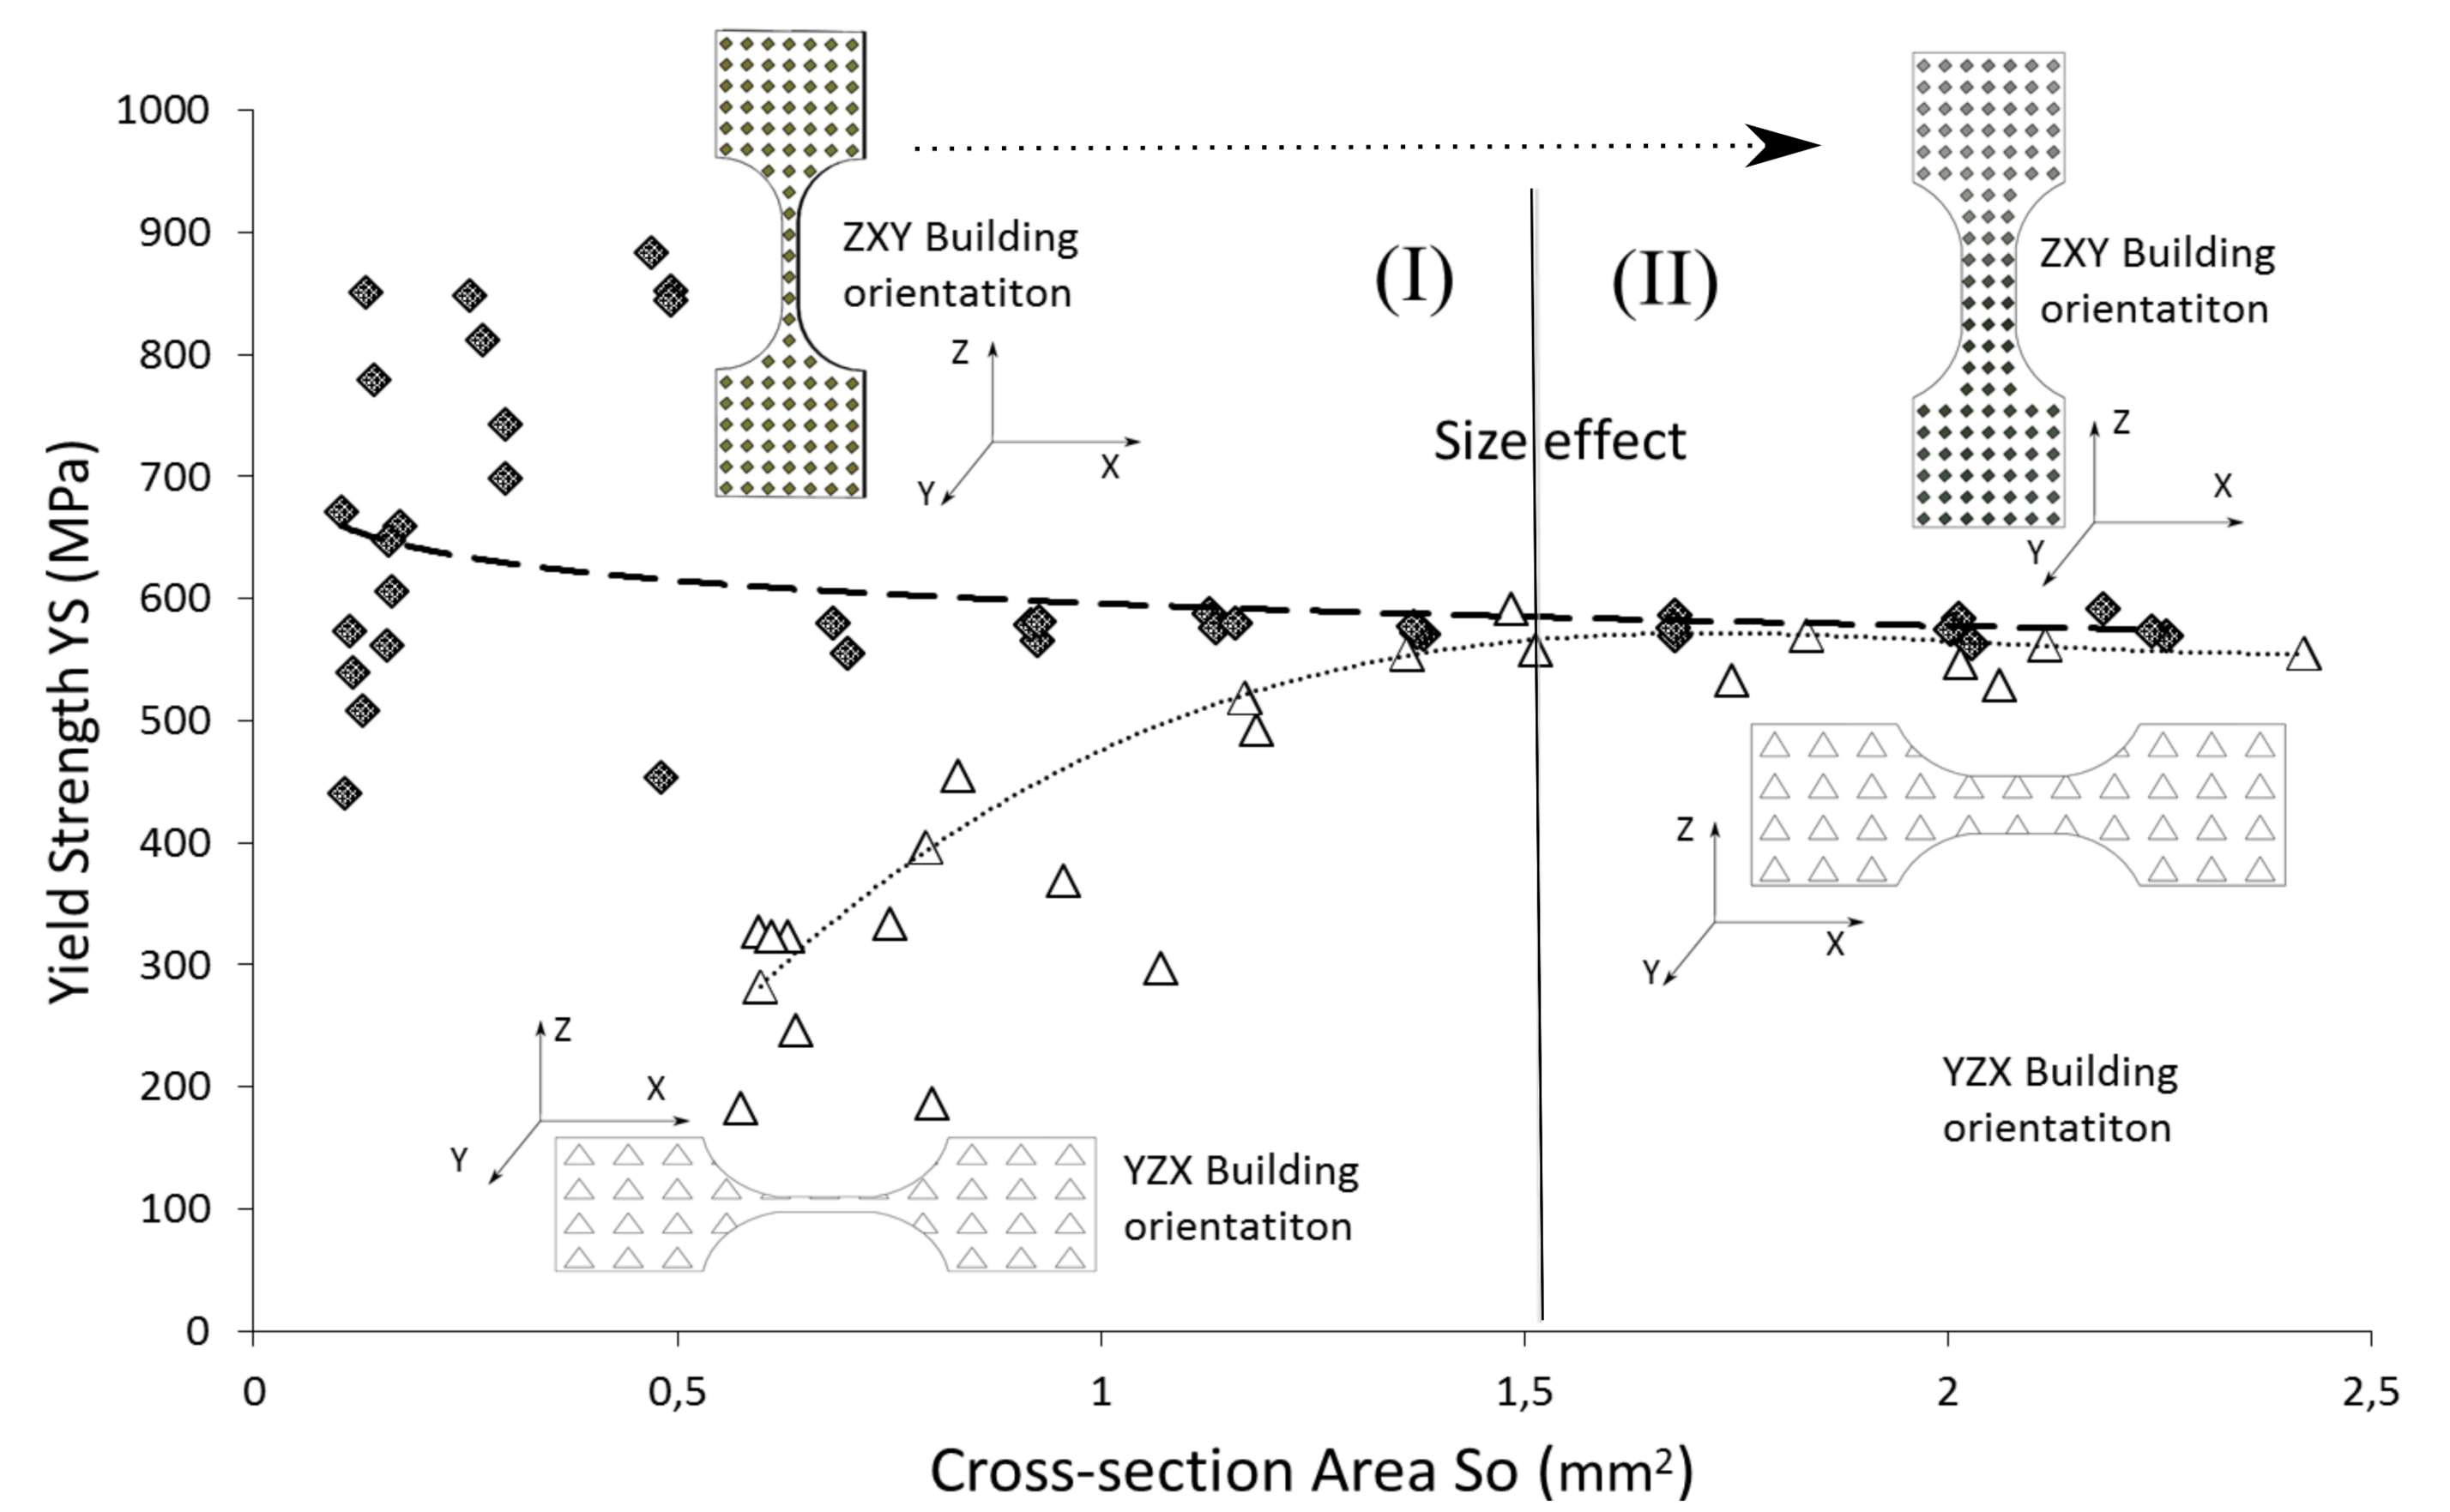 1000
900
800
700
600
500
400
300
200
100
0
Yield Strength YS (MPa)
ZXY Building
orientatiton
Z
X
Y
(I)
(II)
Size effect
ZXY Building
orientatiton
Z
X
Y
Z
X
Y
YZX Building
orientatiton
Z
X
Y
YZX Building
orientatiton
0
0,5
1
1,5
2
2,5
Cross-section Area So (mm²)